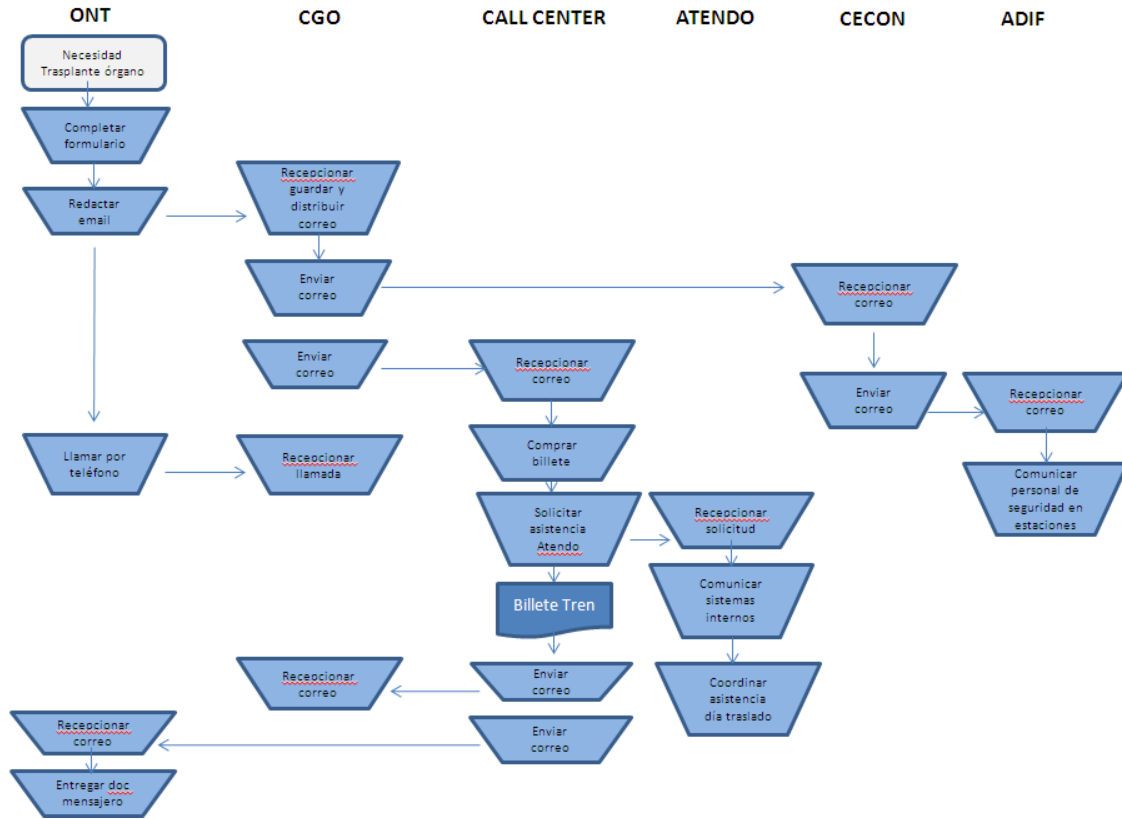 ONT
CGO
CALL CENTER
ATENDO
CECON
ADIF
Necesidad
Trasplante órgano
Completar
formulario
Redactar
email
Recepcionar
guardar y
distribuir
correo
Enviar
correo
Recepcionar
correo
Enviar
correo
Recepcionar
correo
Enviar
correo
Recepcionar
correo
Llamar por
teléfono
Recepcionar
llamada
Comprar
billete
Comunicar
personal de
seguridad en
estaciones
Solicitar
asistencia
Atendo
Recepcionar
solicitud
Billete Tren
Comunicar
sistemas
internos
Recepcionar
correo
Enviar
correo
Coordinar
asistencia
día traslado
Recepcionar
correo
Enviar
correo
Entregar doc
mensajero